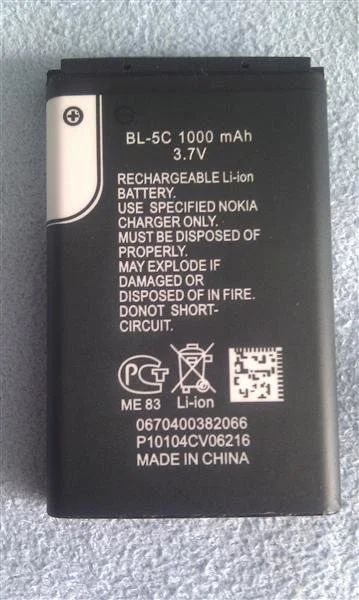 BL-5C 1000 mAh
3.7V
RECHARGEABLE Li-ion
BATTERY.
USE SPECIFIED NOKIA
CHARGER ONLY.
MUST BE DISPOSED OF
PROPERLY.
MAY EXPLODE IF
DAMAGED OR
DISPOSED OF IN FIRE.
DONOT SHORT-
CIRCUIT.
PCT
ME 83 Li-ion
0670400382066
P10104CV06216
MADE IN CHINA